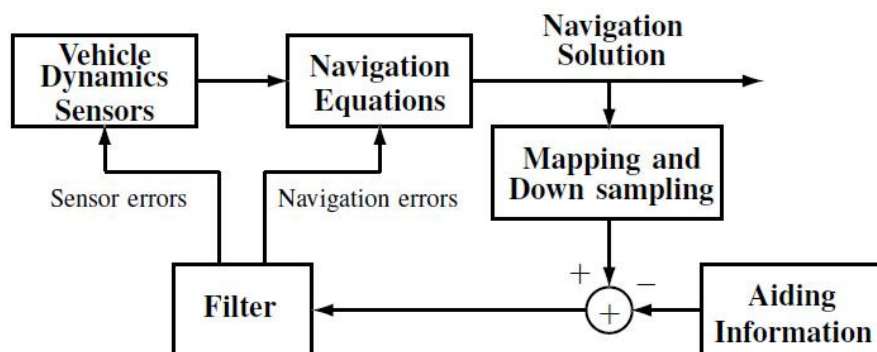 Vehicle
Dynamics
Sensors
Navigation
Equations
Navigation
Solution
Mapping and
Down sampling
Sensor errors
Navigation errors
+
−
+
Filter
Aiding
Information